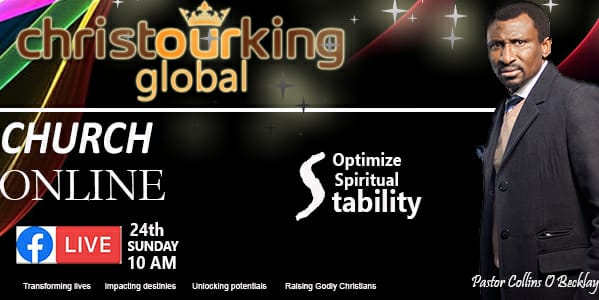 christourking
global
CHURCH
ONLINE
Optimize
Spiritual
Stability
LIVE
24th
SUNDAY
10 AM
Transforming lives Impacting destinies Unlocking potentials Raising Godly Christians
Pastor Collins O Becklay